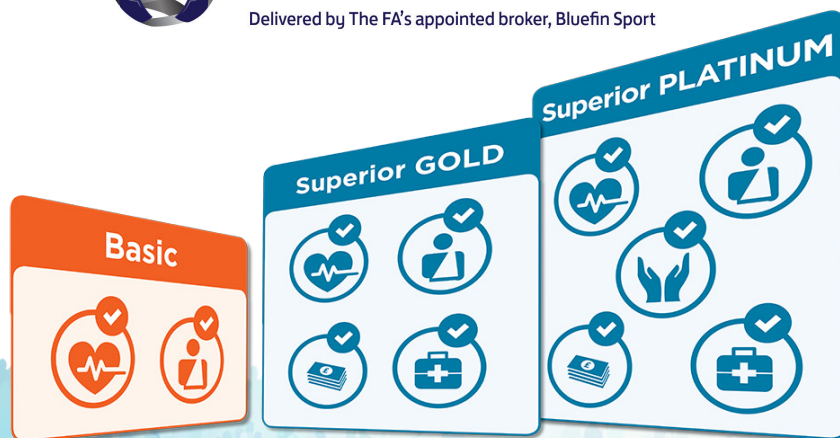 Delivered by The FA's appointed broker, Bluefin Sport
Superior PLATINUM
Superior GOLD
Basic
£
£